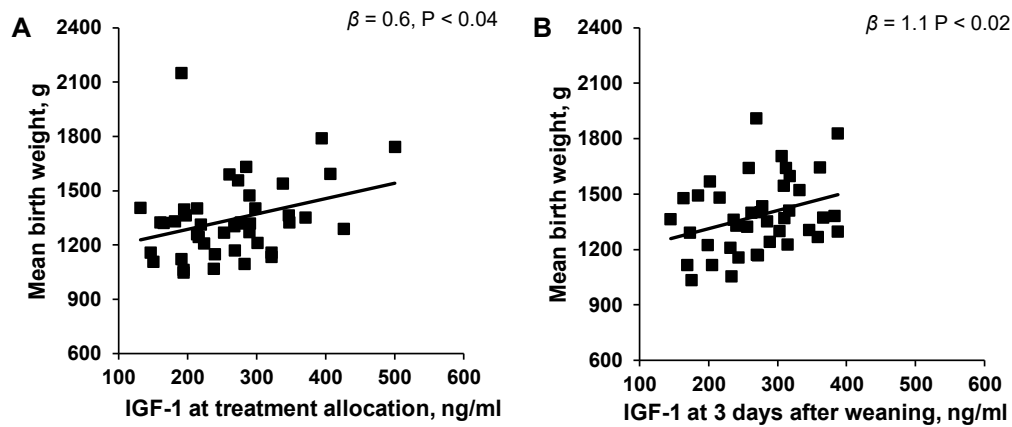 A
β = 0.6, P < 0.04
Mean birth weight, g
2400
2100
1800
1500
1200
900
600
100 200 300 400 500 600
IGF-1 at treatment allocation, ng/ml
B
β = 1.1 P < 0.02
Mean birth weight, g
2400
2100
1800
1500
1200
900
600
100 200 300 400 500 600
IGF-1 at 3 days after weaning, ng/ml